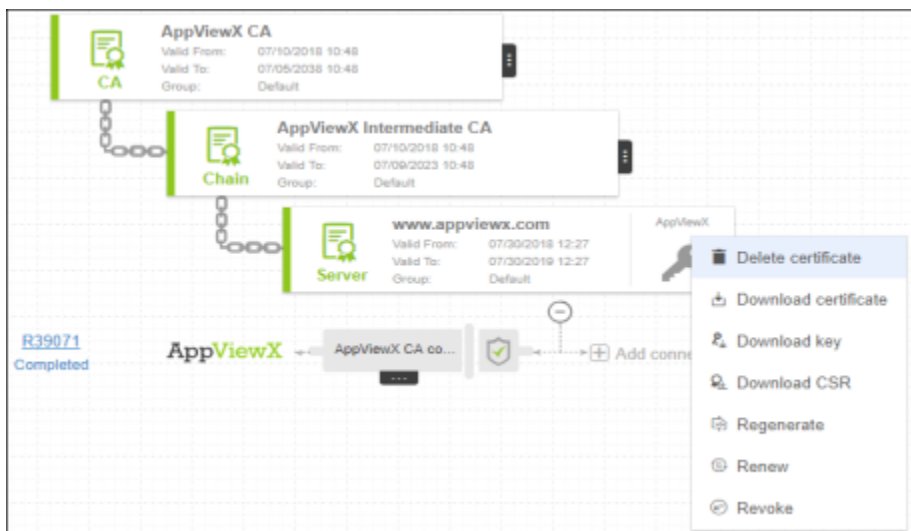 AppViewX CA
Valid From: 07/10/2018 10:48
Valid To: 07/05/2038 10:48
Group: Default
CA
AppViewX Intermediate CA
Valid From: 07/10/2018 10:48
Valid To: 07/09/2023 10:48
Group: Default
Chain
www.appviewx.com
Valid From: 07/30/2018 12:27
Valid To: 07/30/2019 12:27
Group: Default
Server
AppViewX
Delete certificate
Download certificate
Download key
Download CSR
Regenerate
Renew
Revoke
R39071
Completed
AppViewX
AppViewX CA co...
Add conne